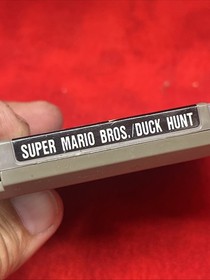 SUPER MARIO BROS./DUCK HUNT